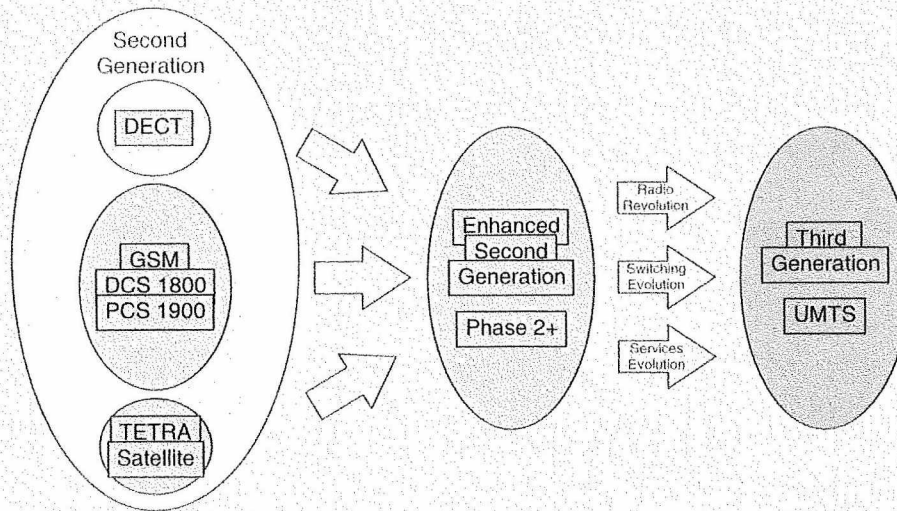 Second
Generation
DECT
GSM
DCS 1800
PCS 1900
TETRA
Satellite
Enhanced
Second
Generation
Phase 2+
Radio
Revolution
Switching
Evolution
Services
Evolution
Third
Generation
UMTS